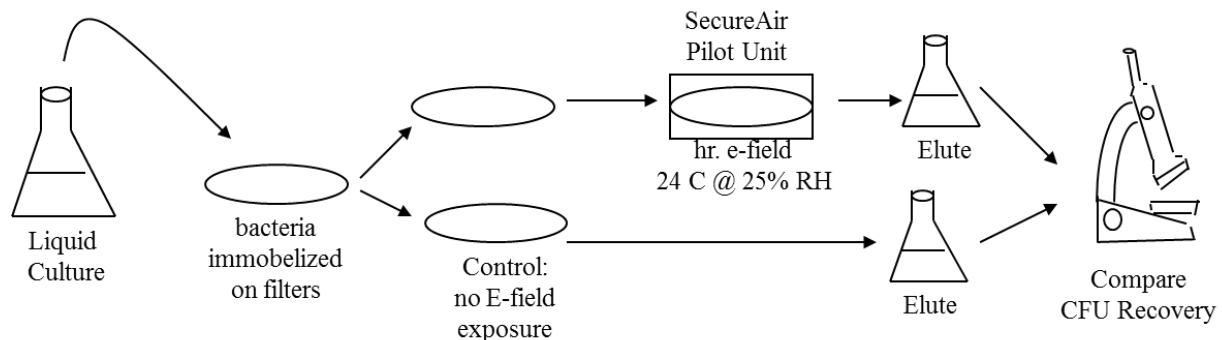 Liquid
Culture
bacteria
immobelized
on filters
Control:
no E-field
exposure
SecureAir
Pilot Unit
hr. e-field
24 C @ 25% RH
Elute
Elute
Compare
CFU Recovery